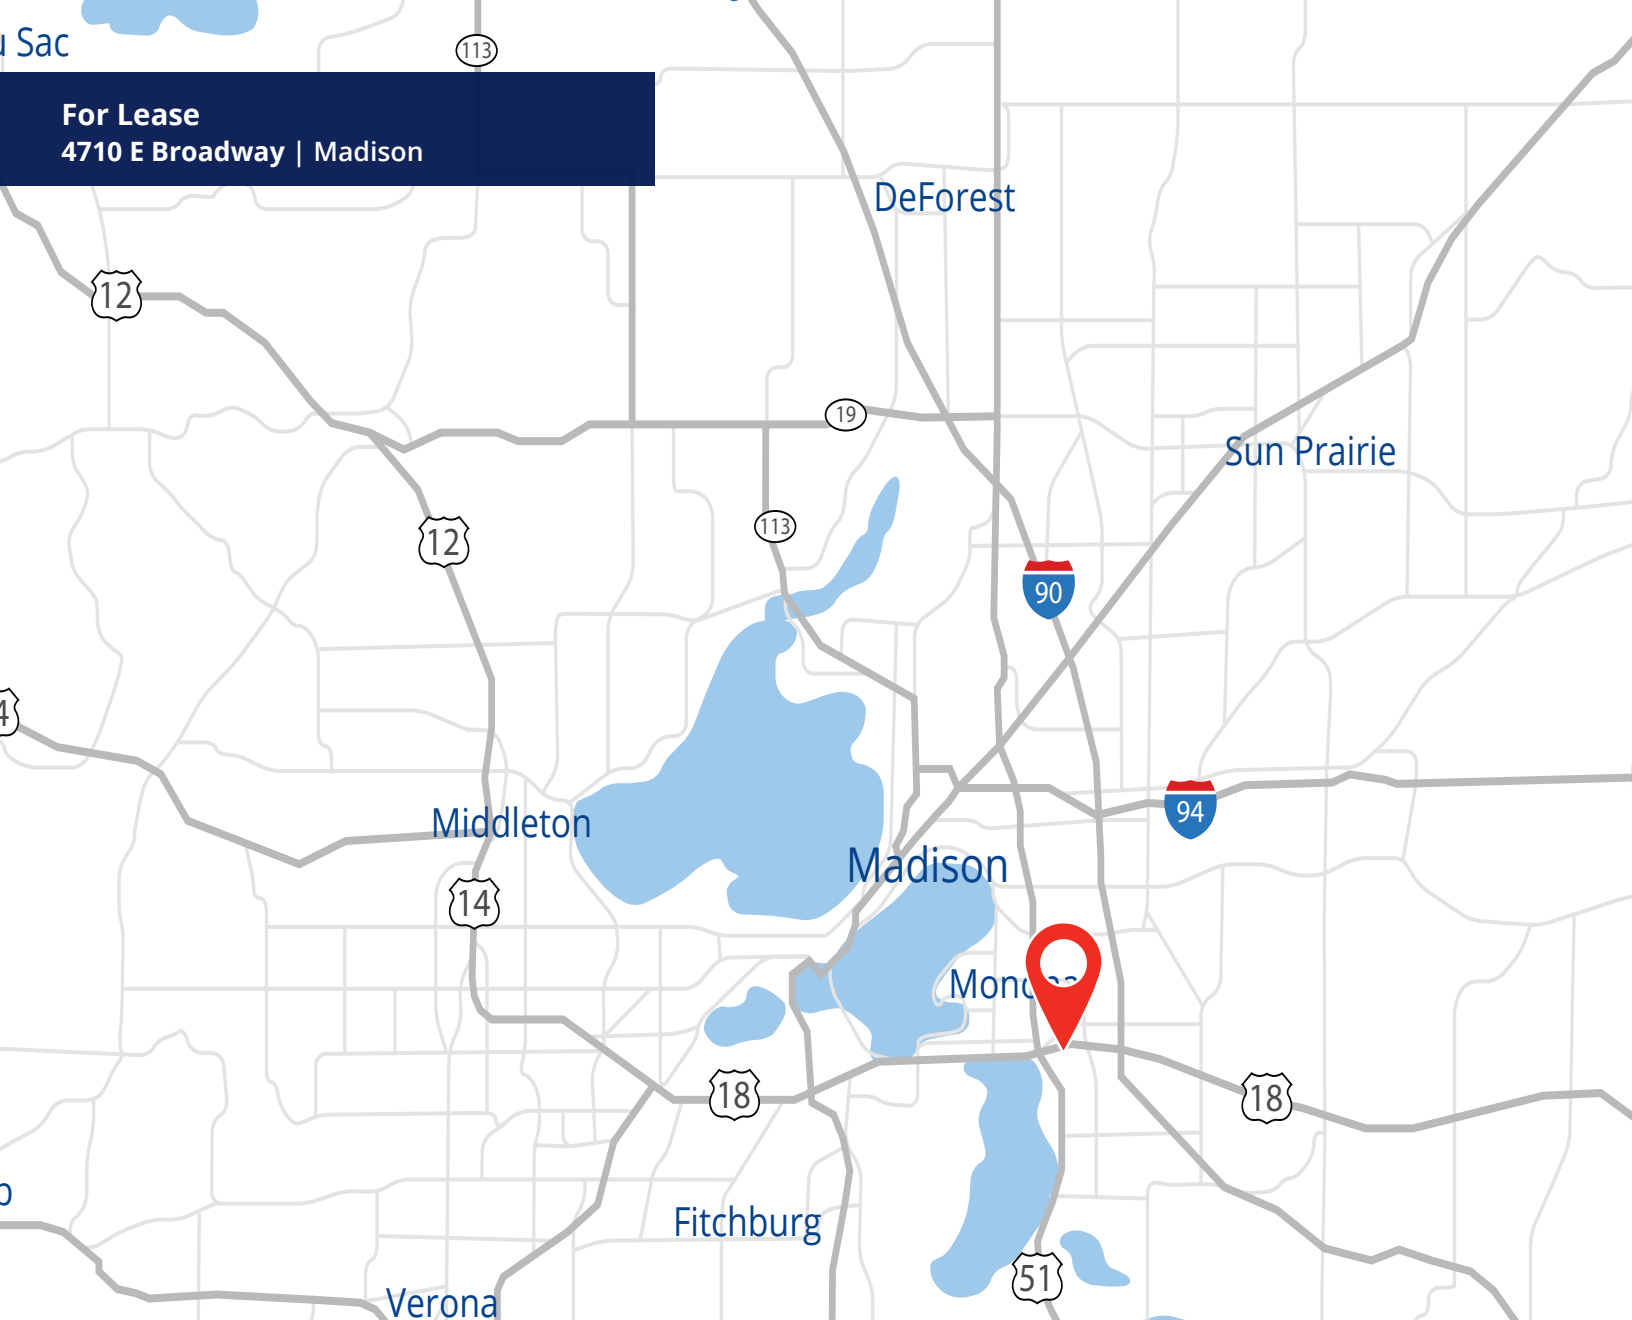 Sac
113
For Lease
4710 E Broadway | Madison
DeForest
12
19
Sun Prairie
113
12
90
94
Middleton
Madison
14
18
18
Fitchburg
51
Verona